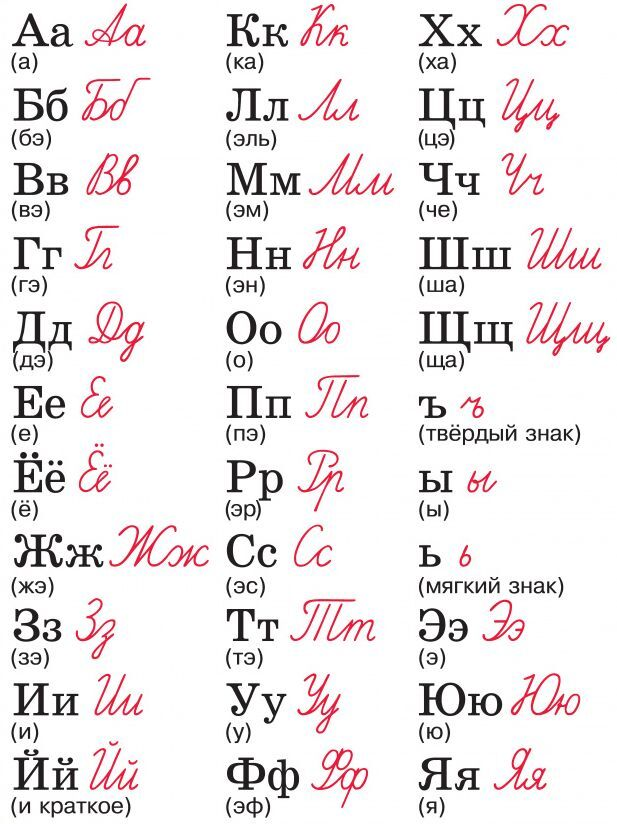 Аа Аа
(а)
Бб Бб
(бэ)
Вв Вв
(вэ)
Гг Гг
(гэ)
Дд Дд
(дэ)
Ее Ее
(е)
Ёё Ёё
(ё)
Жж Жж
(жэ)
Зз Зз
(зэ)
Ии Ии
(и)
Йй Йй
(и краткое)
Кк Кк
(ка)
Лл Лл
(эль)
Мм Мм
(эм)
Нн Нн
(эн)
Оо Оо
(о)
Пп Пп
(пэ)
Рр Рр
(эр)
Сс Сс
(эс)
Тт Тт
(тэ)
Уу Уу
(у)
Фф Фф
(эф)
Хх Хх
(ха)
Цц Цц
(цэ)
Чч Чч
(че)
Шш Шш
(ша)
Щщ Щщ
(ща)
ъ ъ
(твёрдый знак)
ы ы
(ы)
ь ь
(мягкий знак)
Ээ Ээ
(э)
Юю Юю
(ю)
Яя Яя
(я)